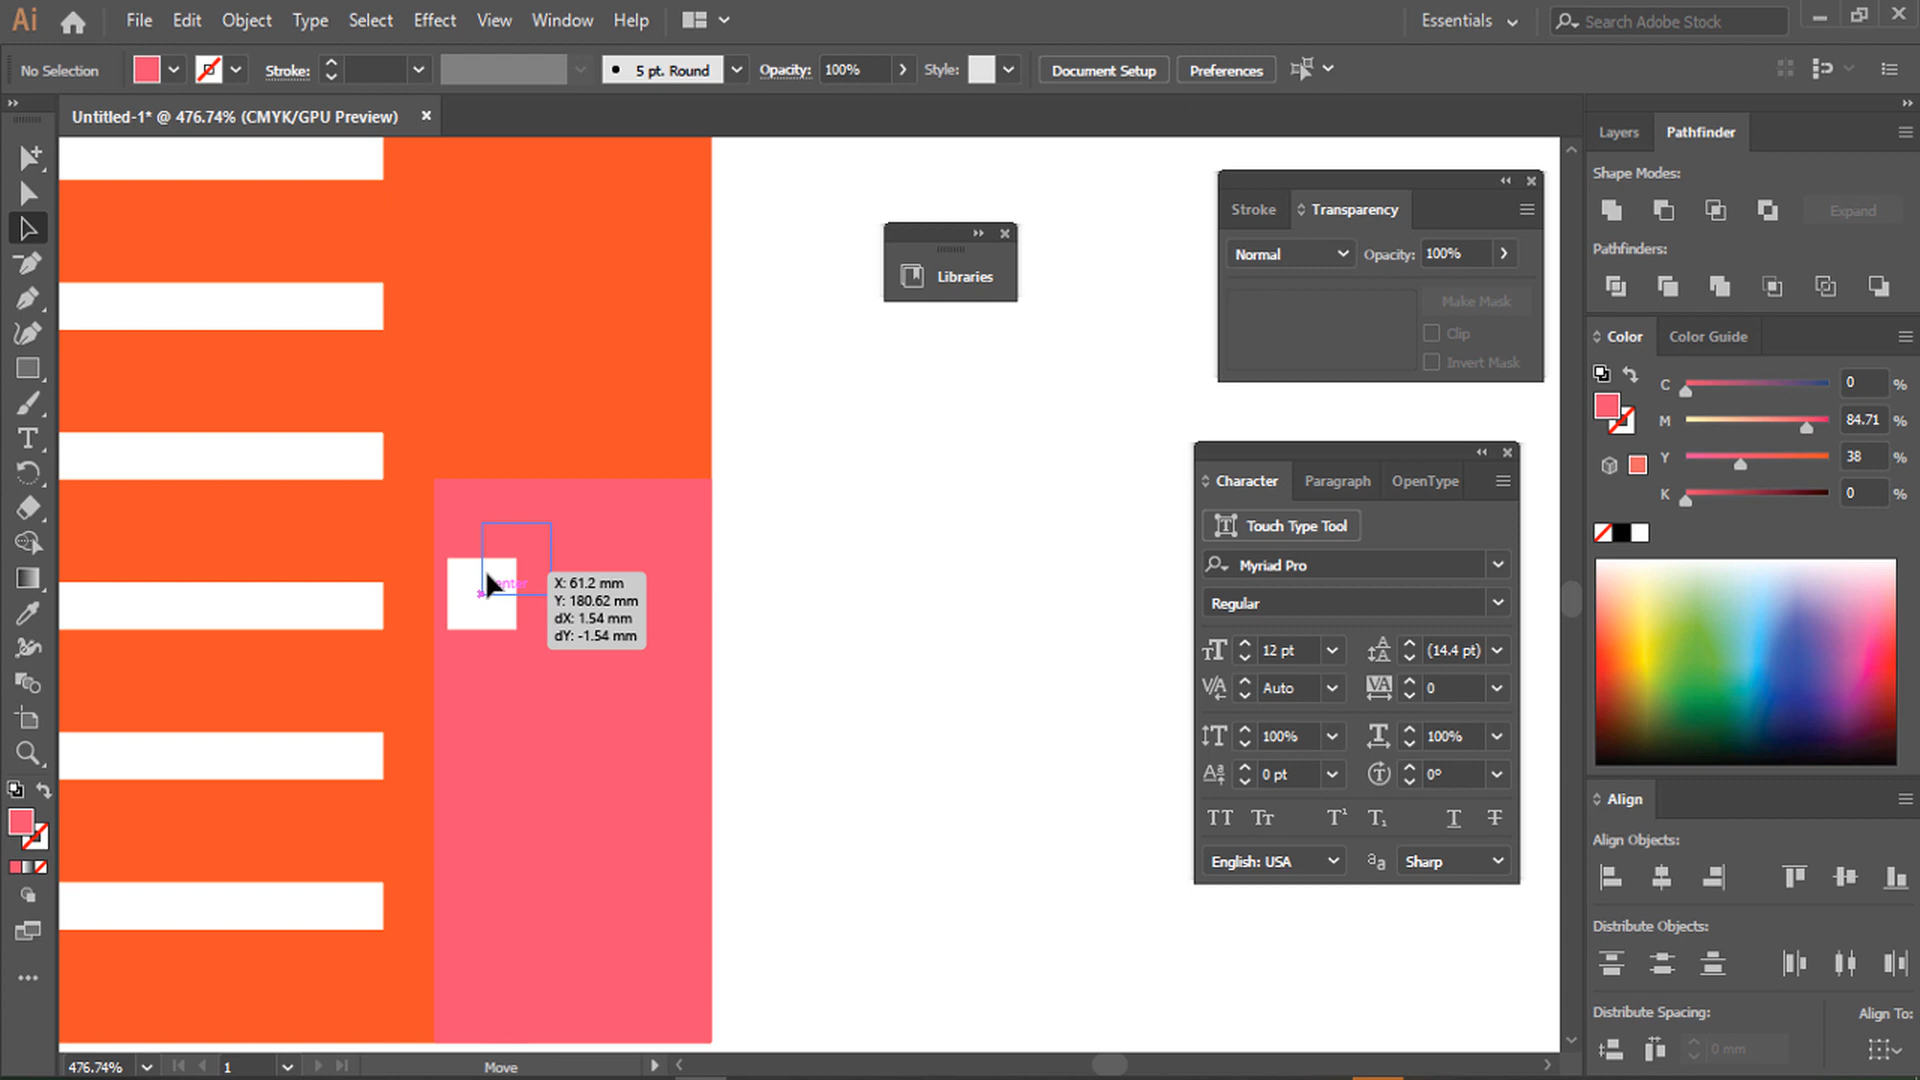 Ai File Edit Object Type Select Effect View Window Help Essentials Search Adobe Stock
No Selection Stroke: 5 pt. Round Opacity: 100% Style: Document Setup Preferences
Untitled-1* @ 476.74% (CMYK/GPU Preview)
Layers Pathfinder
Shape Modes:
Expand
Pathfinders:
Stroke Transparency
Normal Opacity: 100%
Make Mask
Clip
Invert Mask
Libraries
Color Color Guide
C 0 %
M 84.71 %
Y 38 %
K 0 %
Character Paragraph OpenType
Touch Type Tool
Myriad Pro
Regular
12 pt (14.4 pt)
Auto 0
100% 100%
0 pt 0°
English: USA Sharp
X: 61.2 mm
Y: 180.62 mm
dX: 1.54 mm
dY: -1.54 mm
Align
Align Objects:
Distribute Objects:
Distribute Spacing: Align To:
0 mm
476.74% 1 Move